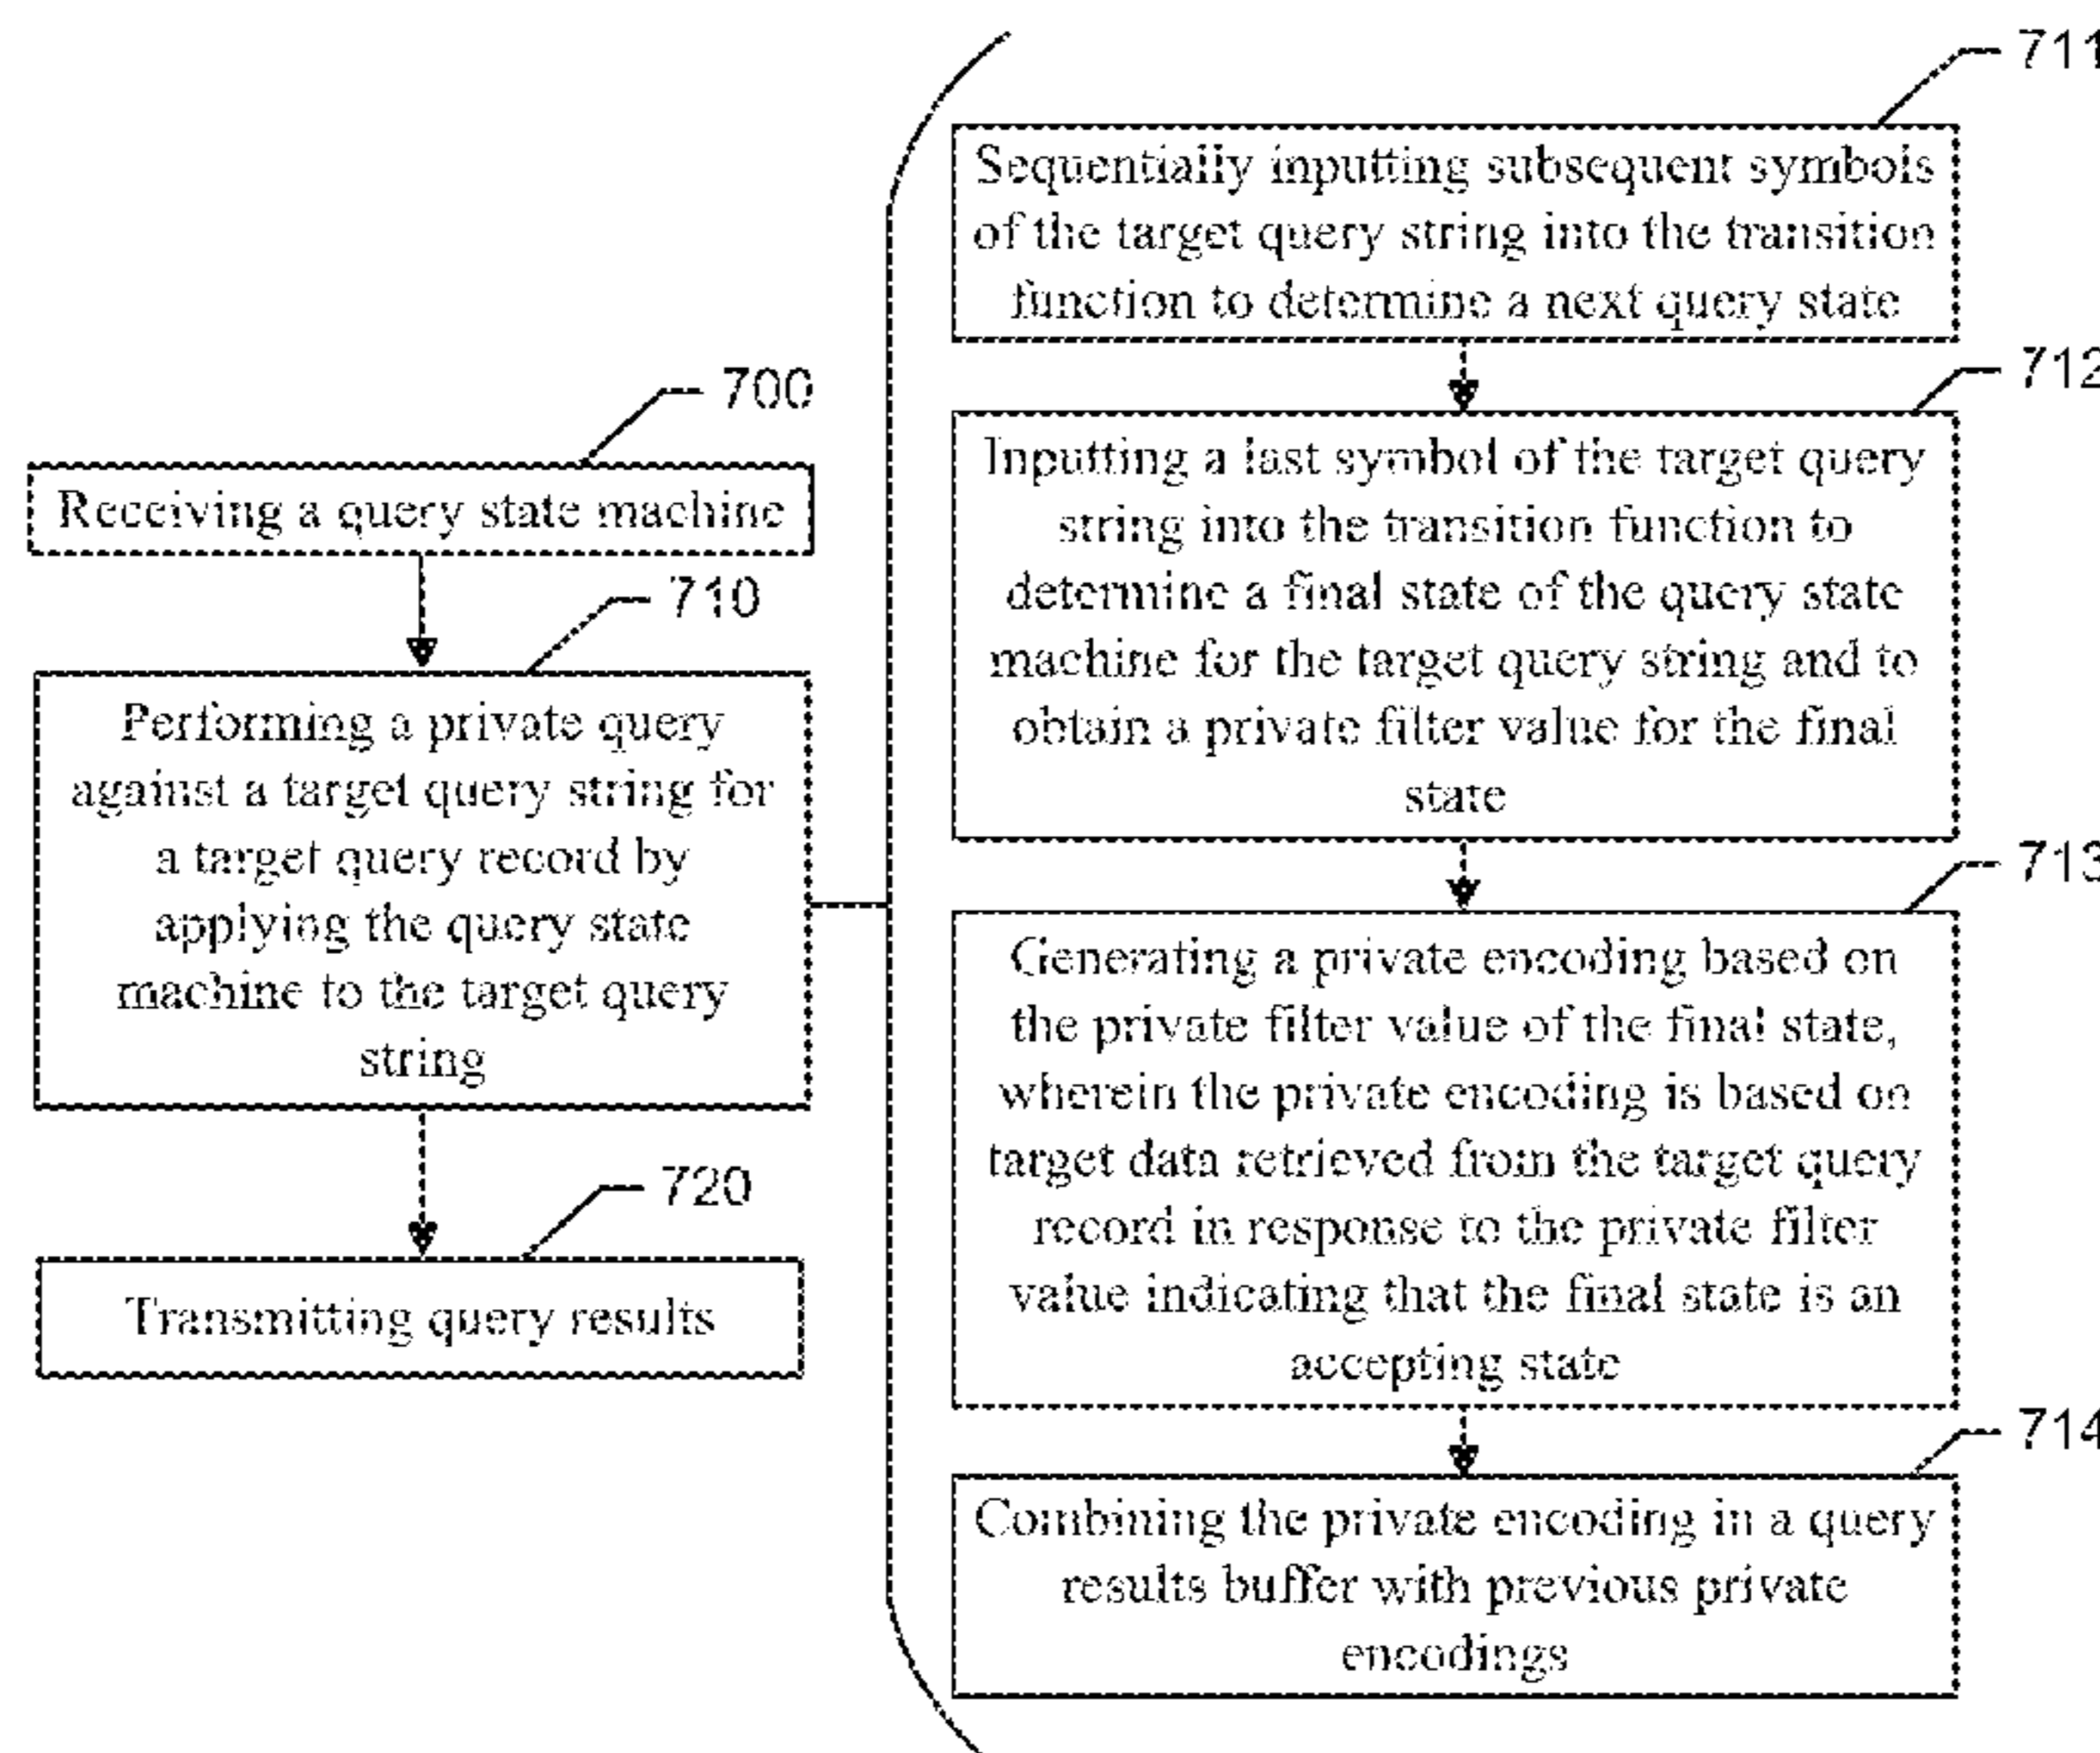 700
Receiving a query state machine
710
Performing a private query
against a target query string for
a target query record by
applying the query state
machine to the target query
string
720
Transmitting query results
711
Sequentially inputting subsequent symbols
of the target query string into the transition
function to determine a next query state
712
Inputting a last symbol of the target query
string into the transition function to
determine a final state of the query state
machine for the target query string and to
obtain a private filter value for the final
state
713
Generating a private encoding based on
the private filter value of the final state,
wherein the private encoding is based on
target data retrieved from the target query
record in response to the private filter
value indicating that the final state is an
accepting state
714
Combining the private encoding in a query
results buffer with previous private
encodings